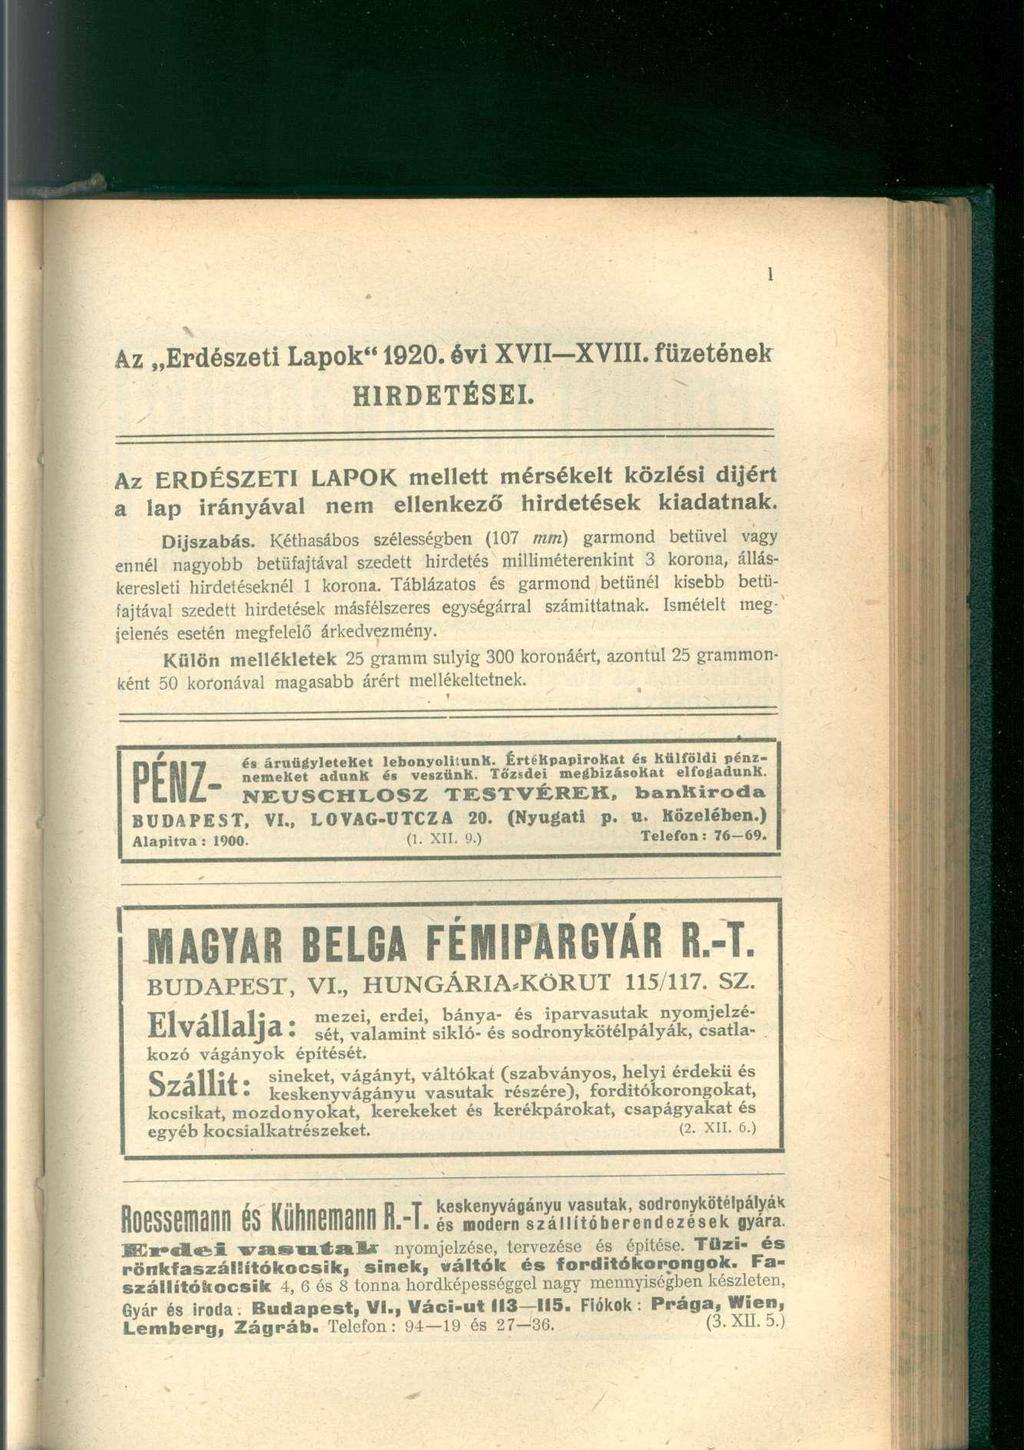 1
Az „Erdészeti Lapok“ 1920. évi XVII—XVIII. füzetének
HIRDETÉSEI.
Az ERDÉSZETI LAPOK mellett mérsékelt közlési dijért
a lap irányával nem ellenkező hirdetések kiadatnak.
Dijszabás. Kéthasábos szélességben (107 mm) garmond betüvel vagy
ennél nagyobb betüfajtával szedett hirdetés milliméterenkint 3 korona, állás-
keresleti hirdetéseknél 1 korona. Táblázatos és garmond betünél kisebb betü-
fajtával szedett hirdetések másfélszeres egységárral számittatnak. Ismételt meg-
jelenés esetén megfelelő árkedvezmény.
Külön mellékletek 25 gramm sulyig 300 koronáért, azontul 25 grammon-
ként 50 koronával magasabb árért mellékeltetnek.
PÉNZ- és áruügyleteket lebonyolitunk. Értékpapirokat és külföldi pénz-
nemeket adunk és veszünk. Tőzsdei megbizásokat elfogadunk.
NEUSCHLOSZ TESTVÉREK, bankiroda
BUDAPEST, VI., LOVAG-UTCZA 20. (Nyugati p. u. közelében.)
Alapitva: 1900. (1. XII. 9.) Telefon: 76—69.
MAGYAR BELGA FÉMIPARGYÁR R.-T.
BUDAPEST, VI., HUNGÁRIA-KÖRUT 115/117. SZ.
Elvállalja: mezei, erdei, bánya- és iparvasutak nyomjelzé-
sét, valamint sikló- és sodronykötélpályák, csatla-
kozó vágányok épitését.
Szállit: sineket, vágányt, váltókat (szabványos, helyi érdekü és
keskenyvágányu vasutak részére), forditókorongokat,
kocsikat, mozdonyokat, kerekeket és kerékpárokat, csapágyakat és
egyéb kocsialkatrészeket. (2. XII. 6.)
Roessemann és Kühnemann R.-T. keskenyvágányu vasutak, sodronykötélpályák
és modern szállítóberendezések gyára.
Erdei vasutak nyomjelzése, tervezése és épitése. Tüzi- és
rönkfaszállítókocsik, sinek, váltók és forditókorongok. Fa-
szállítókocsik 4, 6 és 8 tonna hordképességgel nagy mennyiségben készleten,
Gyár és iroda: Budapest, VI., Váci-ut 113—115. Fiókok: Prága, Wien,
Lemberg, Zágráb. Telefon: 94—19 és 27—36. (3. XII. 5.)